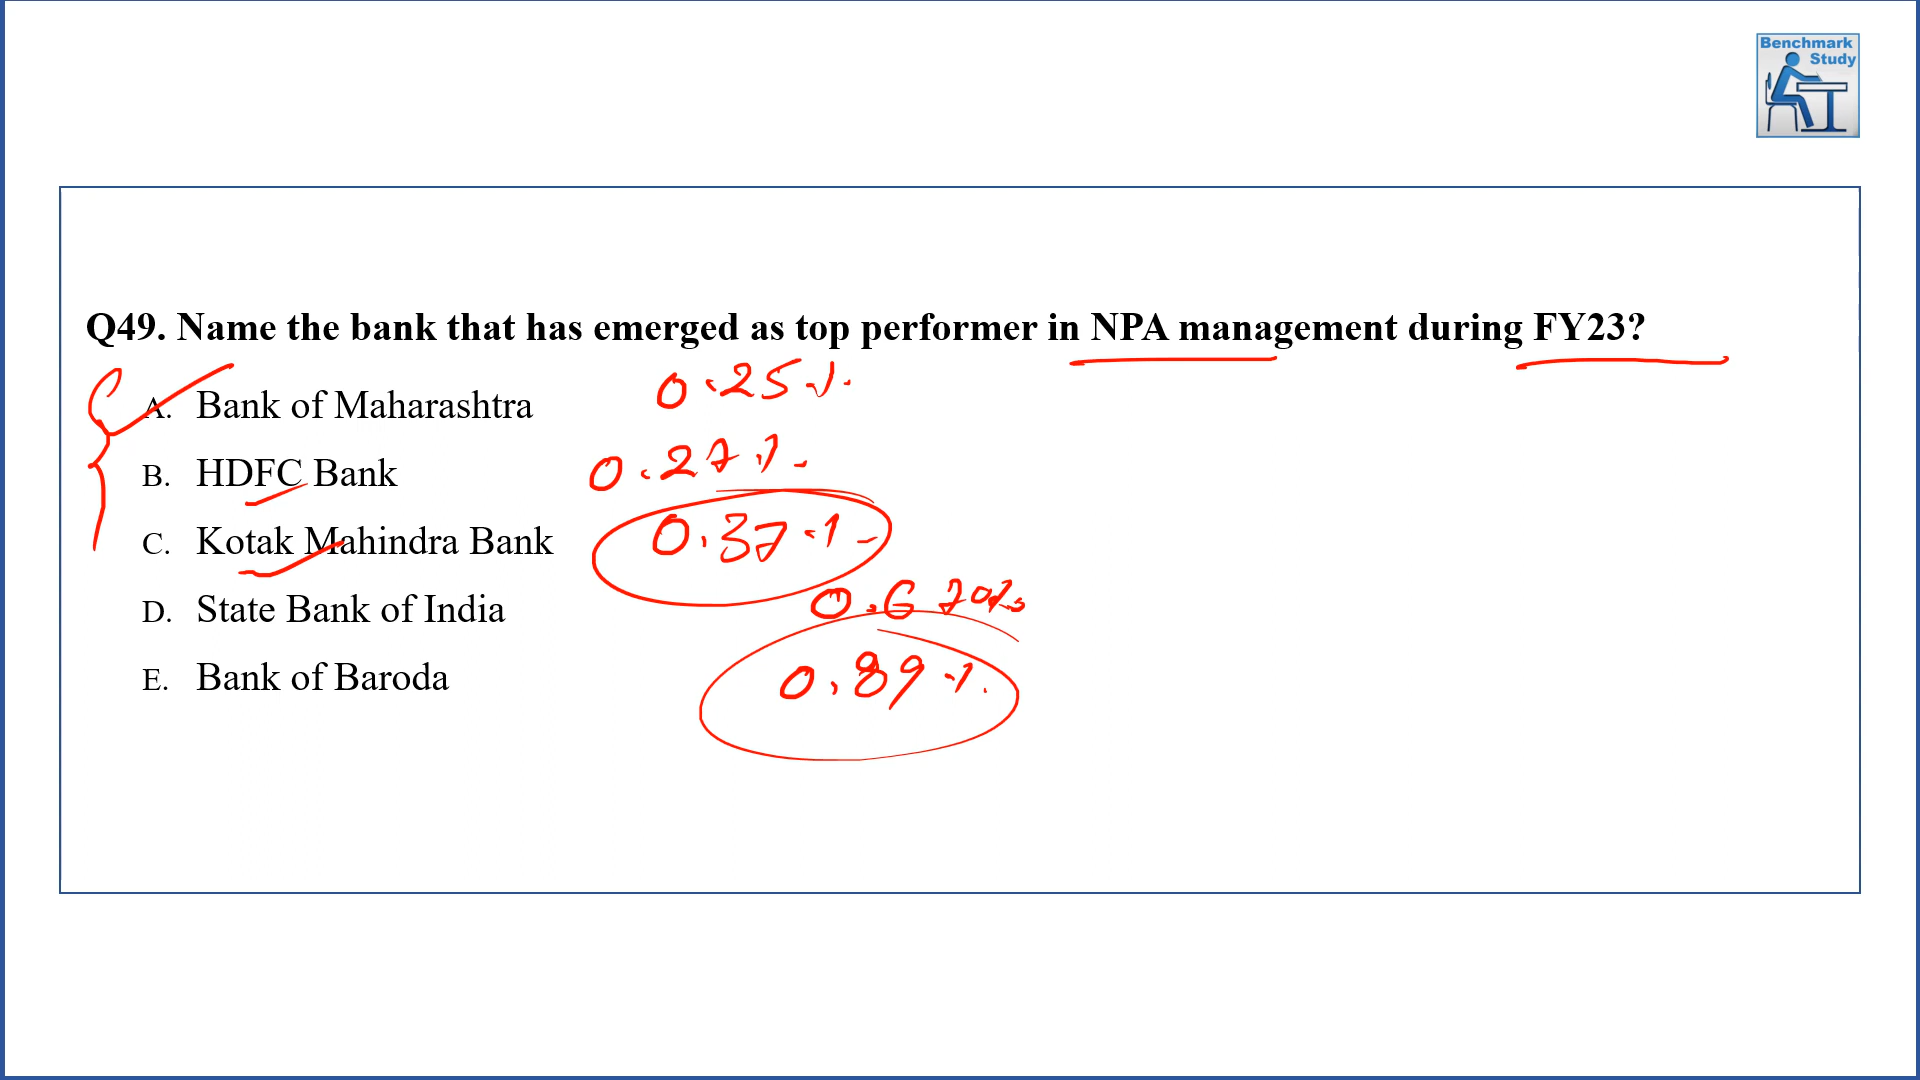 Benchmark
Study
Q49. Name the bank that has emerged as top performer in NPA management during FY23?
A. Bank of Maharashtra 0.25%
B. HDFC Bank 0.27%
C. Kotak Mahindra Bank 0.37%
D. State Bank of India 0.670%
E. Bank of Baroda 0.89%